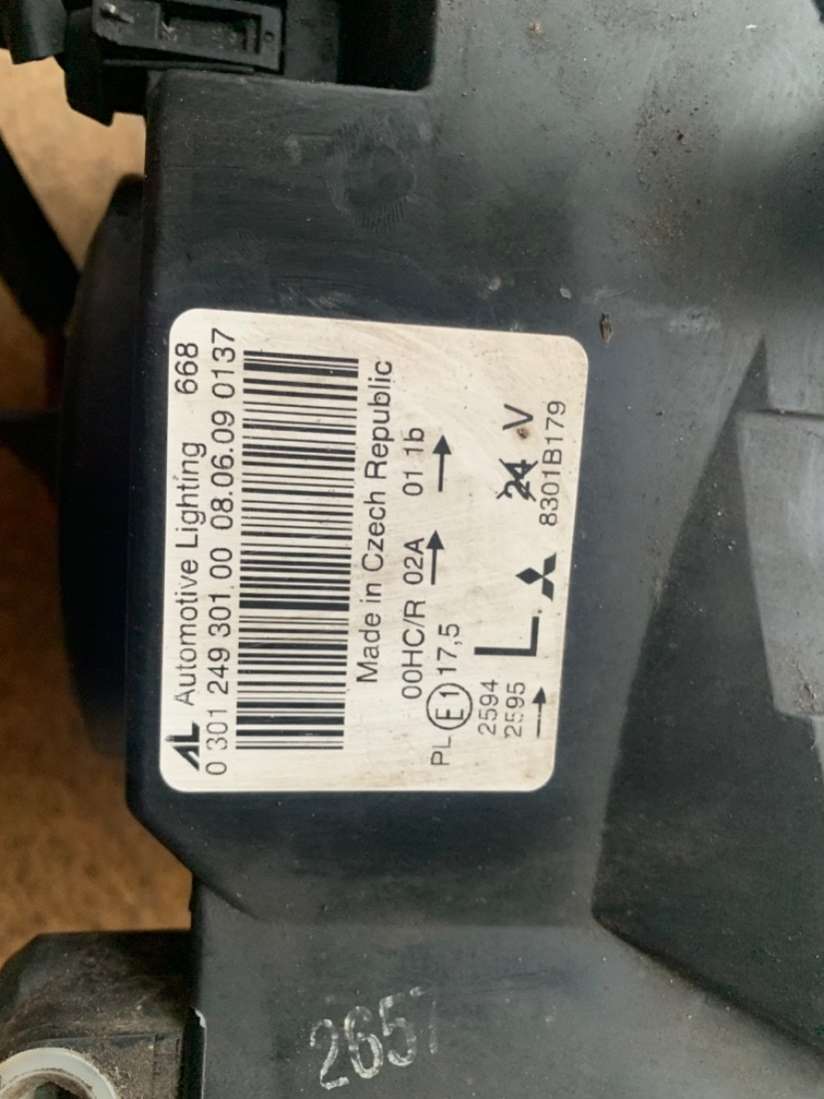 AL Automotive Lighting 668
0 301 249 301 00 08.06.09 0137
Made in Czech Republic
00HC/R 02A 01 1b
PL E1 17,5 → →
2594
2595
→
L
24 V
8301B179
2657